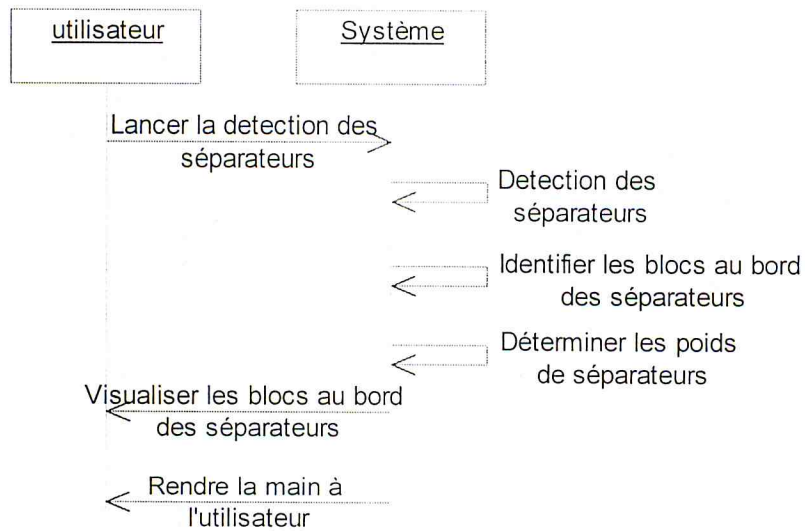 utilisateur
Système
Lancer la detection des
séparateurs
Detection des
séparateurs
Identifier les blocs au bord
des séparateurs
Déterminer les poids
de séparateurs
Visualiser les blocs au bord
des séparateurs
Rendre la main à
l'utilisateur